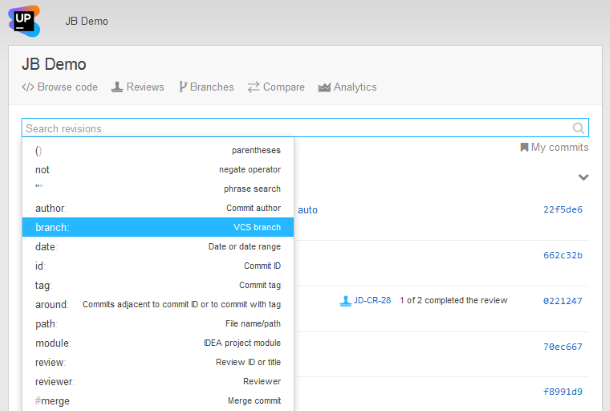 UP
JB Demo
JB Demo
Browse code Reviews Branches Compare Analytics
Search revisions
My commits
() parentheses
not negate operator
"" phrase search
author: Commit author
auto 22f5de6
branch: VCS branch
date: Date or date range
id: Commit ID
662c32b
tag: Commit tag
around: Commits adjacent to commit ID or to commit with tag
JD-CR-28 1 of 2 completed the review 0221247
path: File name/path
module: IDEA project module
70ec667
review: Review ID or title
reviewer: Reviewer
f8991d9
#merge Merge commit